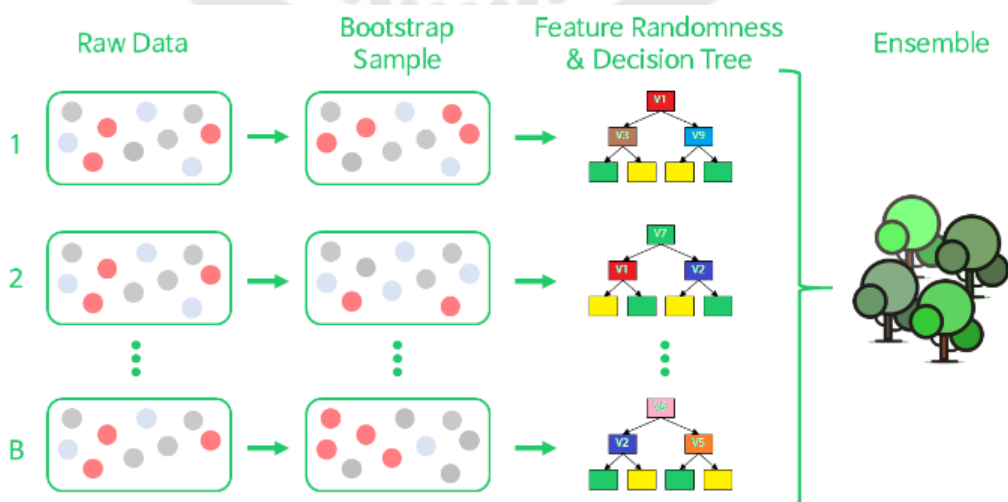 Raw Data
Bootstrap
Sample
Feature Randomness
& Decision Tree
Ensemble
1
V1
V3
V9
2
V7
V1
V2
B
V2
V5